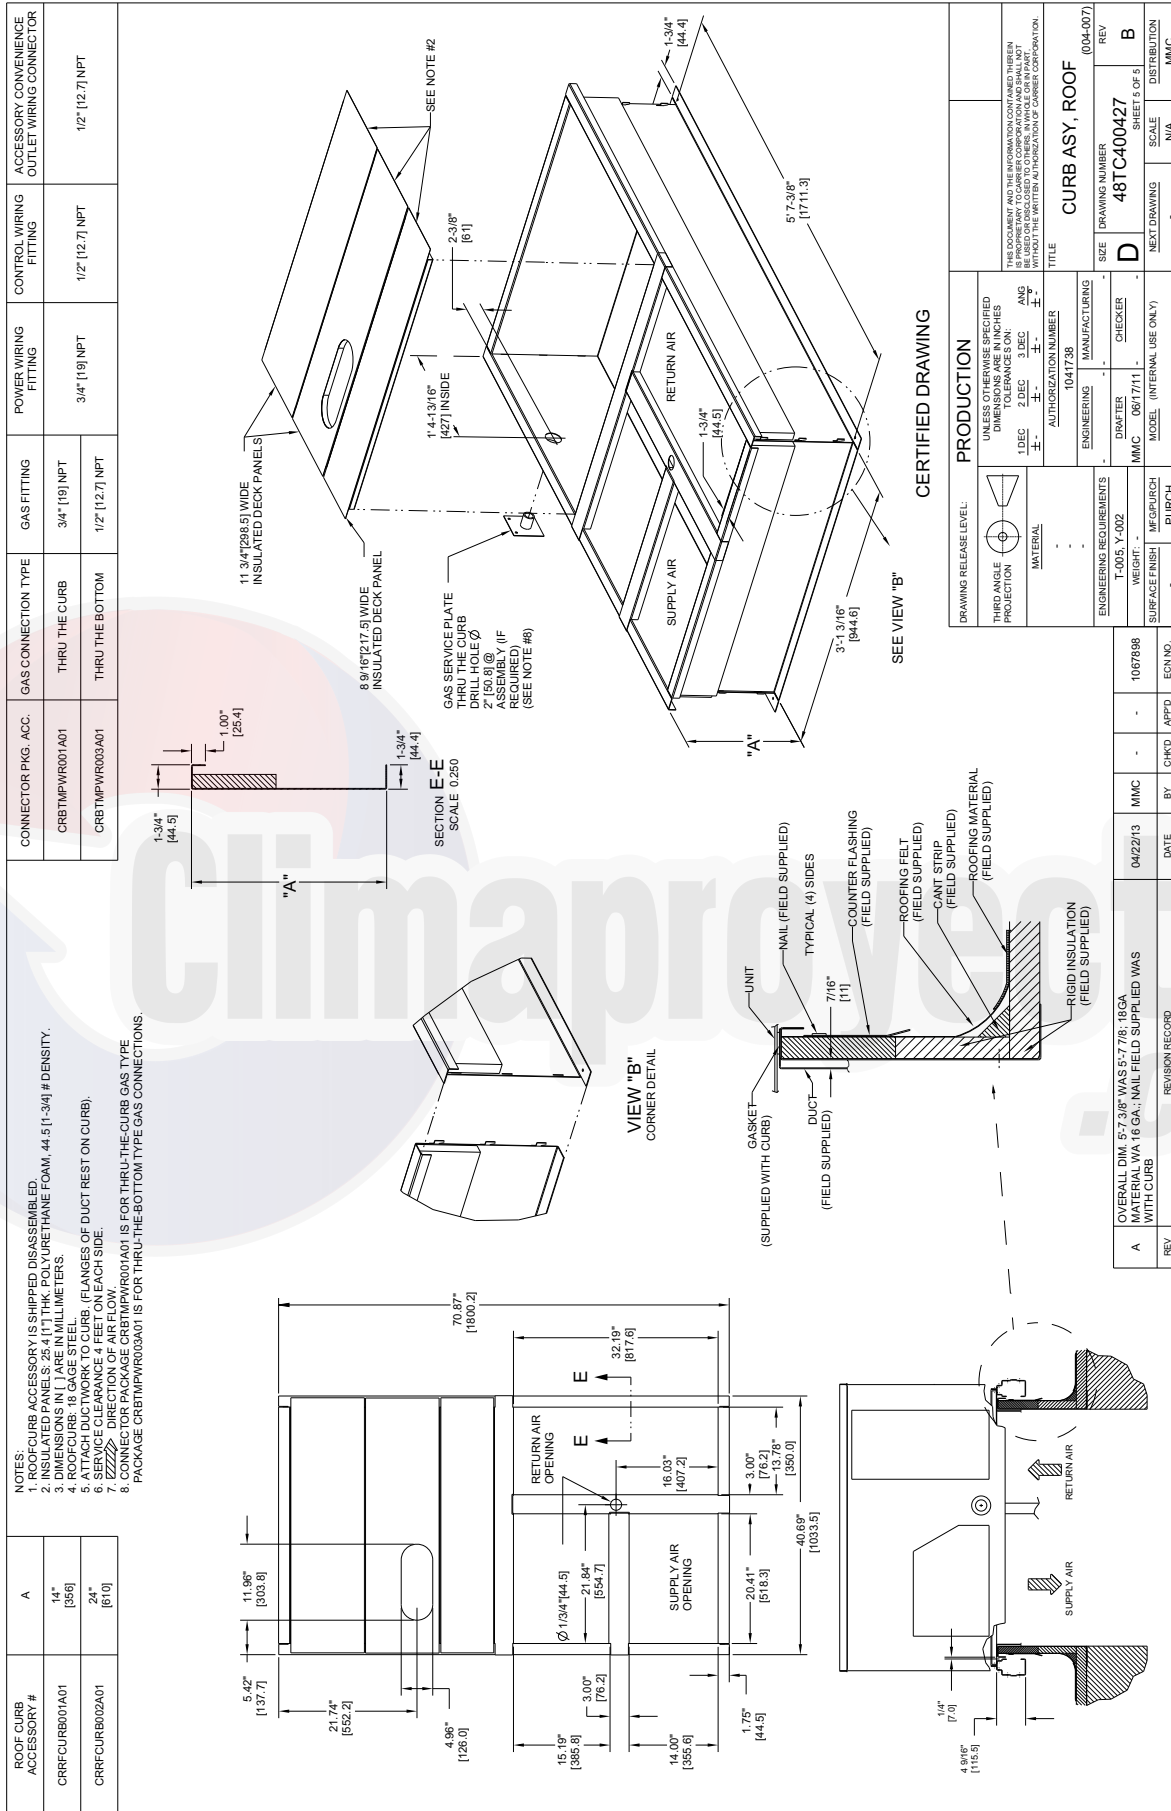 ROOF CURB
ACCESSORY #
A
CRRFCURB001A01
14"
[356]
CRRFCURB002A01
24"
[610]
NOTES:
1. ROOFCURB ACCESSORY IS SHIPPED DISASSEMBLED.
2. INSULATED PANELS: 25.4 [1"] THK. POLYURETHANE FOAM, 44.5 [1-3/4] # DENSITY.
3. DIMENSIONS IN [ ] ARE IN MILLIMETERS.
4. ROOFCURB: 18 GAGE STEEL.
5. ATTACH DUCTWORK TO CURB. (FLANGES OF DUCT REST ON CURB).
6. SERVICE CLEARANCE 4 FEET ON EACH SIDE.
7. DIRECTION OF AIR FLOW.
8. CONNECTOR PACKAGE CRBTMPWR001A01 IS FOR THRU-THE-CURB GAS TYPE
PACKAGE CRBTMPWR003A01 IS FOR THRU-THE-BOTTOM TYPE GAS CONNECTIONS.
CONNECTOR PKG. ACC.
GAS CONNECTION TYPE
GAS FITTING
POWER WIRING
FITTING
CONTROL WIRING
FITTING
ACCESSORY CONVENIENCE
OUTLET WIRING CONNECTOR
CRBTMPWR001A01
THRU THE CURB
3/4" [19] NPT
3/4" [19] NPT
1/2" [12.7] NPT
1/2" [12.7] NPT
CRBTMPWR003A01
THRU THE BOTTOM
1/2" [12.7] NPT
5.42"
[137.7]
11.96"
[303.8]
21.74"
[552.2]
4.96"
[126.0]
70.87"
[1800.2]
15.19"
[385.8]
3.00"
[76.2]
14.00"
[355.6]
1.75"
[44.5]
Ø 1/3/4"[44.5]
21.84"
[554.7]
RETURN AIR
OPENING
SUPPLY AIR
OPENING
16.03"
[407.2]
32.19"
[817.6]
E
E
20.41"
[518.3]
3.00"
[76.2]
13.78"
[350.0]
40.69"
[1033.5]
1/4"
[7.0]
4 9/16"
[115.5]
SUPPLY AIR
RETURN AIR
VIEW "B"
CORNER DETAIL
1-3/4"
[44.5]
1.00"
[25.4]
"A"
1-3/4"
[44.4]
SECTION E-E
SCALE 0.250
GASKET
(SUPPLIED WITH CURB)
UNIT
DUCT
(FIELD SUPPLIED)
NAIL (FIELD SUPPLIED)
TYPICAL (4) SIDES
COUNTER FLASHING
(FIELD SUPPLIED)
7/16"
[11]
ROOFING FELT
(FIELD SUPPLIED)
CANT STRIP
(FIELD SUPPLIED)
ROOFING MATERIAL
(FIELD SUPPLIED)
RIGID INSULATION
(FIELD SUPPLIED)
11 3/4"[298.5] WIDE
INSULATED DECK PANELS
8 9/16"[217.5] WIDE
INSULATED DECK PANEL
SEE NOTE #2
GAS SERVICE PLATE
THRU THE CURB
DRILL HOLE Ø
2" [50.8] @
ASSEMBLY (IF
REQUIRED)
(SEE NOTE #8)
1' 4-13/16"
[427] INSIDE
2-3/8"
[61]
1-3/4"
[44.4]
RETURN AIR
SUPPLY AIR
1-3/4"
[44.5]
5' 7-3/8"
[1711.3]
3'-1 3/16"
[944.6]
"A"
SEE VIEW "B"
CERTIFIED DRAWING
A
OVERALL DIM. 5'-7 3/8" WAS 5'-7 7/8; 18GA
MATERIAL WA 16 GA.; NAIL FIELD SUPPLIED WAS
WITH CURB
04/22/13
MMC
-
-
1067898
REV
REVISION RECORD
DATE
BY
CHK'D
APP'D
ECN NO.
DRAWING RELEASE LEVEL:
PRODUCTION
THIRD ANGLE
PROJECTION
UNLESS OTHERWISE SPECIFIED
DIMENSIONS ARE IN INCHES
TOLERANCES ON:
1 DEC 2 DEC 3 DEC ANG
±- ±- ±- ±-°
MATERIAL
-
-
-
AUTHORIZATION NUMBER
1041738
ENGINEERING
MANUFACTURING
-
-
-
ENGINEERING REQUIREMENTS
T-005, Y-002
DRAFTER
CHECKER
MMC 06/17/11
-
-
WEIGHT: -
SURFACE FINISH
MFG/PURCH
PURCH
MODEL (INTERNAL USE ONLY)
THIS DOCUMENT AND THE INFORMATION CONTAINED THEREIN
IS PROPRIETARY TO CARRIER CORPORATION AND SHALL NOT
BE USED OR DISCLOSED TO OTHERS, IN WHOLE OR IN PART,
WITHOUT THE WRITTEN AUTHORIZATION OF CARRIER CORPORATION.
TITLE
CURB ASY, ROOF
(004-007)
SIZE
D
DRAWING NUMBER
48TC400427
REV
B
SHEET 5 OF 5
NEXT DRAWING
SCALE
N/A
DISTRIBUTION
MMC